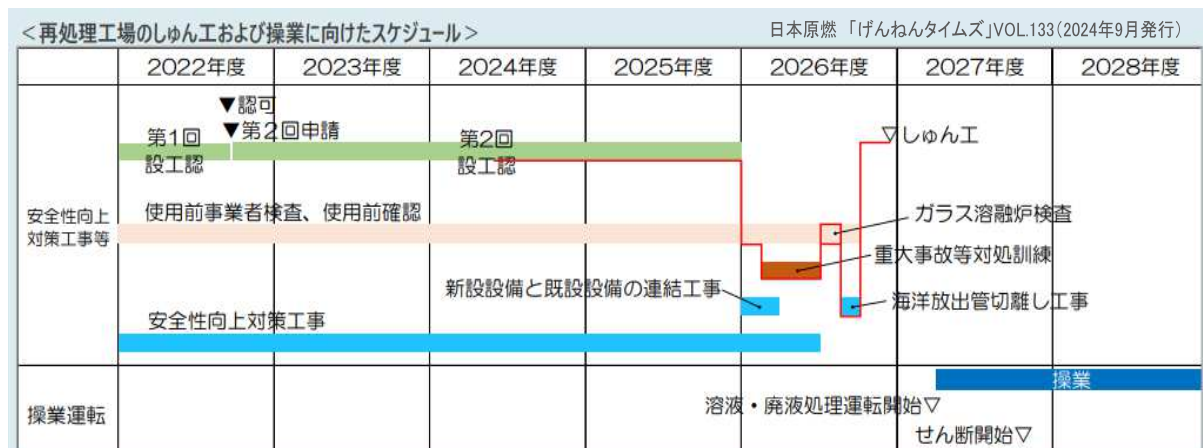 <再処理工場のしゅん工および操業に向けたスケジュール>
日本原燃 「げんねんタイムズ」VOL.133(2024年9月発行)
2022年度 2023年度 2024年度 2025年度 2026年度 2027年度 2028年度
▼認可
▼第2回申請
第1回
設工認
第2回
設工認
▽しゅん工
安全性向上
対策工事等
使用前事業者検査、使用前確認
ガラス溶融炉検査
重大事故等対処訓練
新設設備と既設設備の連結工事
海洋放出管切離し工事
安全性向上対策工事
操業運転
操業
溶液・廃液処理運転開始▽
せん断開始▽